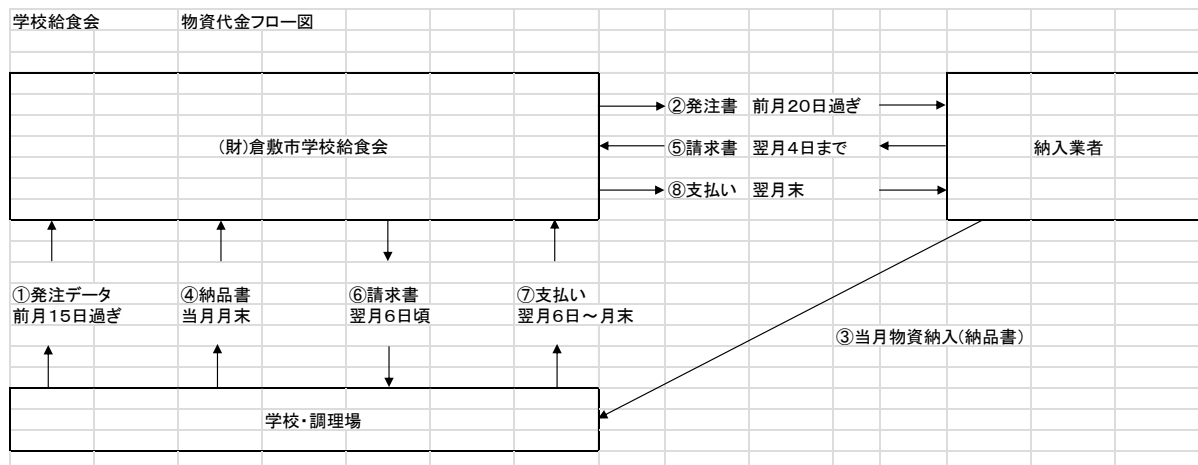 学校給食会 物資代金フロー図
②発注書 前月20日過ぎ
(財)倉敷市学校給食会
⑤請求書 翌月4日まで
納入業者
⑧支払い 翌月末
①発注データ
前月15日過ぎ
④納品書
当月月末
⑥請求書
翌月6日頃
⑦支払い
翌月6日～月末
③当月物資納入(納品書)
学校・調理場